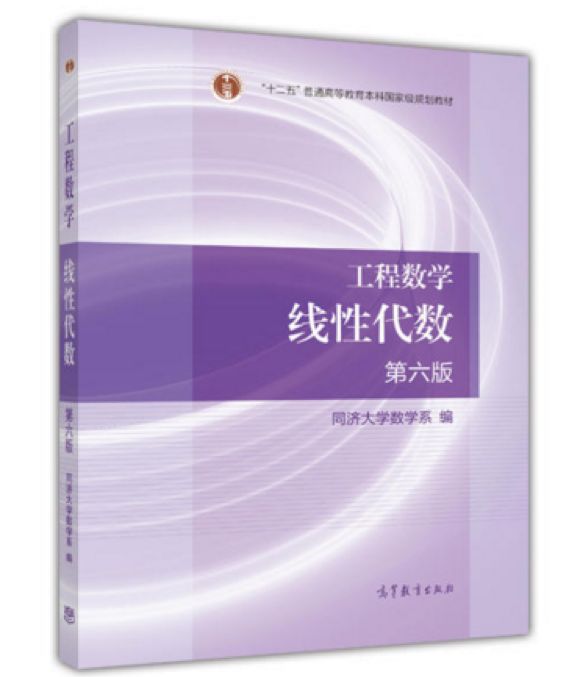 "十二五"普通高等教育本科国家级规划教材
工程数学
线性代数
第六版
同济大学数学系 编
高等教育出版社
工程数学
线性代数
第六版
同济大学数学系 编